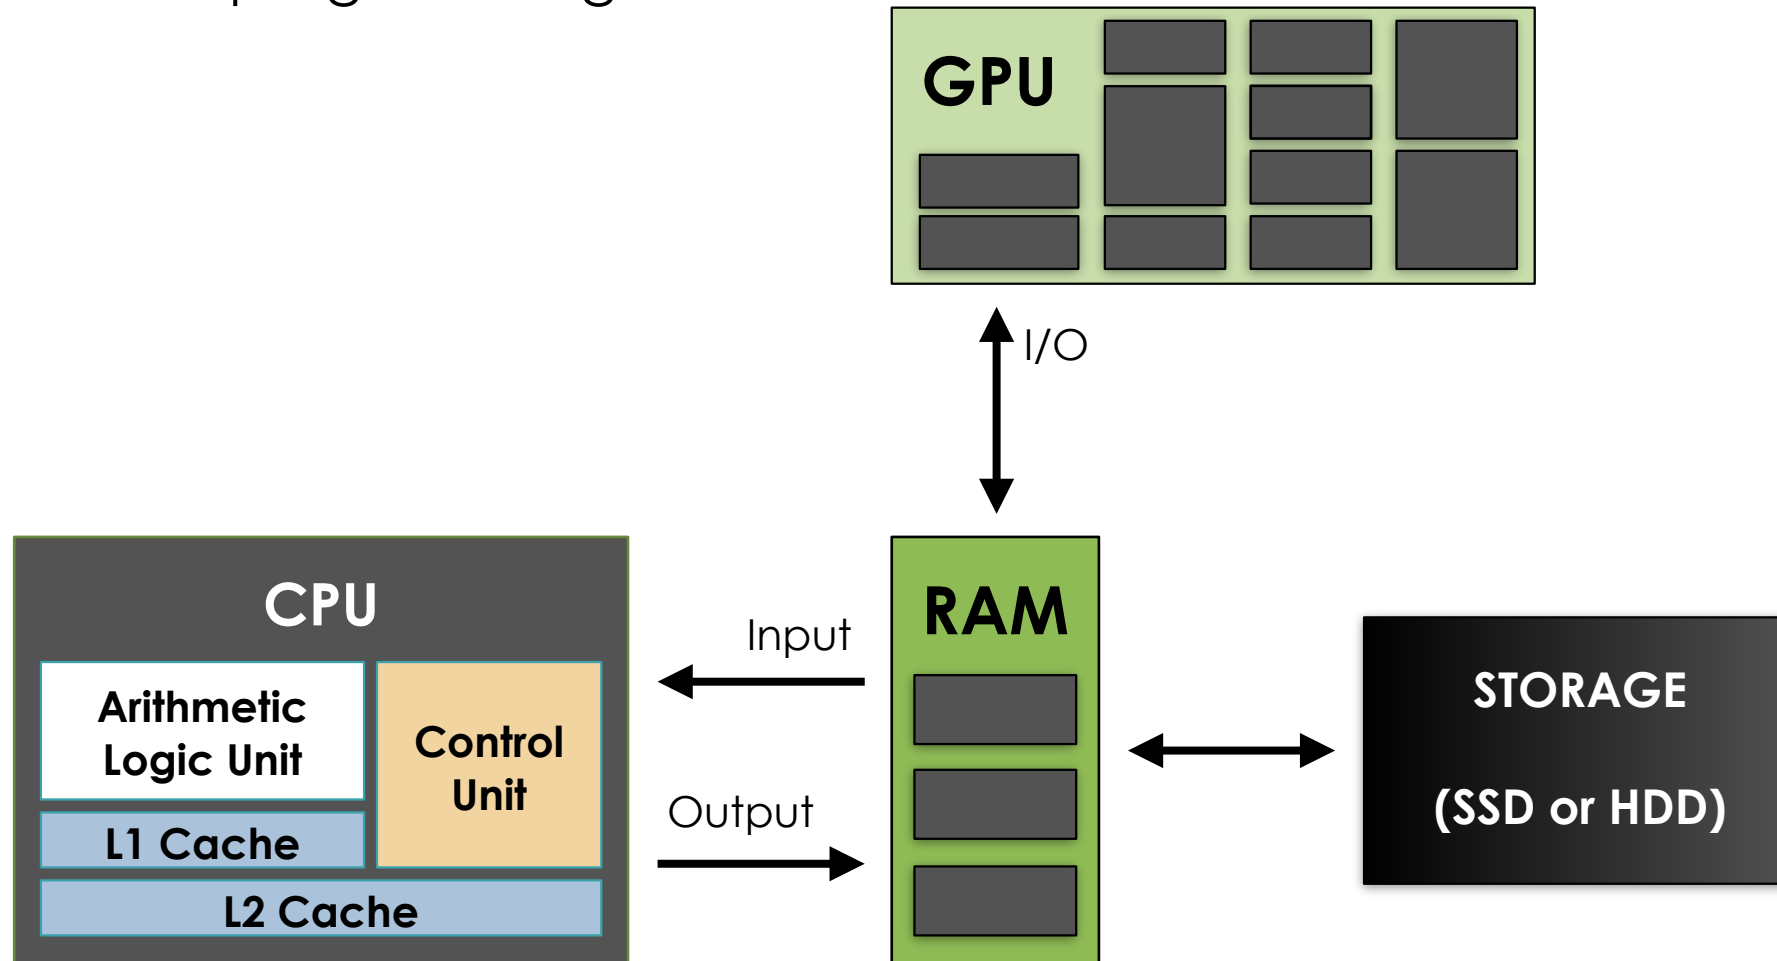 GPU
I/O
CPU
Arithmetic
Logic Unit
Control
Unit
L1 Cache
L2 Cache
Input
Output
RAM
STORAGE
(SSD or HDD)